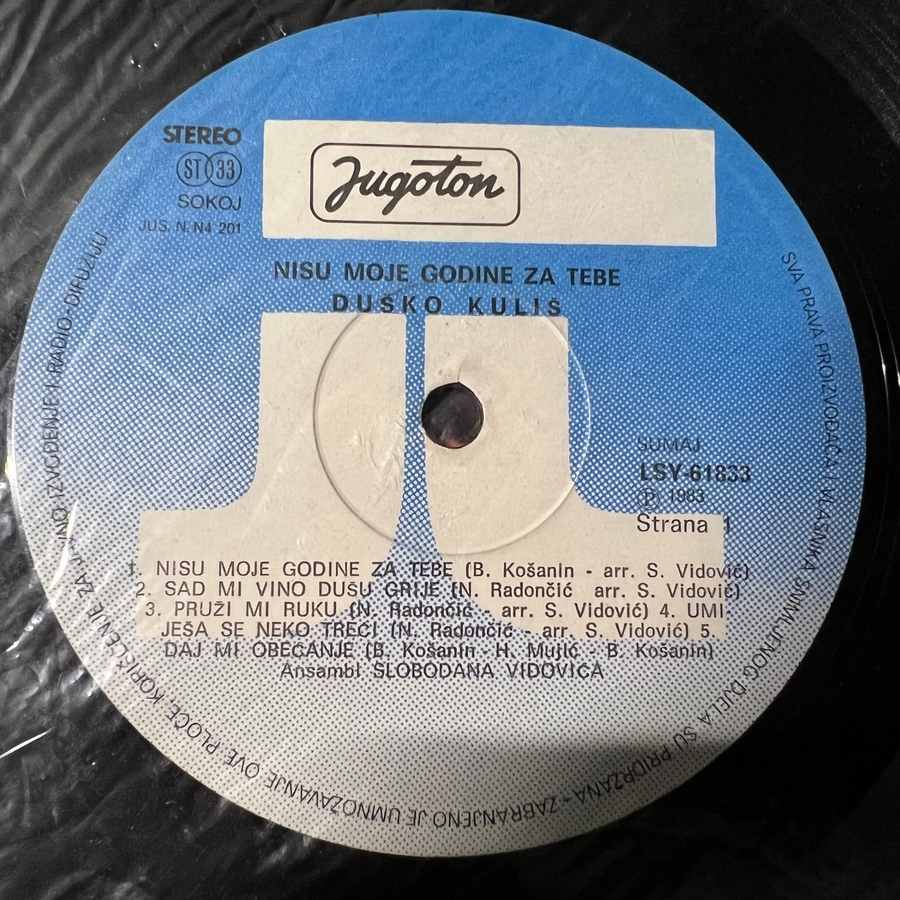 STEREO
ST 33
SOKOJ
JUS. N. N4 201
Jugoton
NISU MOJE GODINE ZA TEBE
DUŠKO KULIŠ
SUMAJ
LSY-61833
Ⓟ 1983
Strana 1
1. NISU MOJE GODINE ZA TEBE (B. Košanin - arr. S. Vidović)
2. SAD MI VINO DUŠU GRIJE (N. Radončić arr. S. Vidović)
3. PRUŽI MI RUKU (N. Radončić arr. S. Vidović) 4. UMI
JEŠA SE NEKO TREĆI (N. Radončić - arr. S. Vidović) 5.
DAJ MI OBEĆANJE (B. Košanin - H. Mujić - B. Košanin)
Ansambl SLOBODANA VIDOVIĆA
SVA PRAVA PROIZVOĐAČA I VLASNIKA SNIMLJENOG DJELA SU PRIDRŽANA - ZABRANJENO JE UMNOŽAVANJE OVE PLOČE KORIŠĆENJE ZA IZVOĐENJE I RADIO-DIFUZIJU